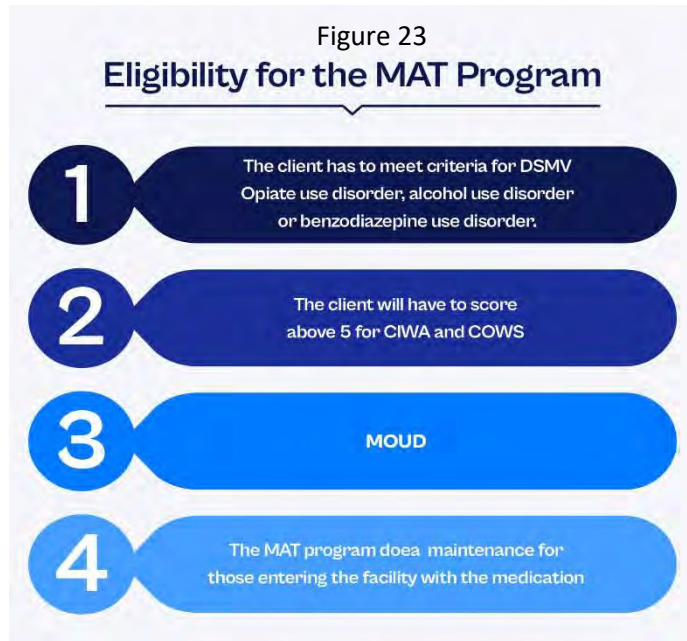 Figure 23
Eligibility for the MAT Program
1
The client has to meet criteria for DSMV
Opiate use disorder, alcohol use disorder
or benzodiazepine use disorder.
2
The client will have to score
above 5 for CIWA and COWS
3
MOUD
4
The MAT program doea maintenance for
those entering the facility with the medication